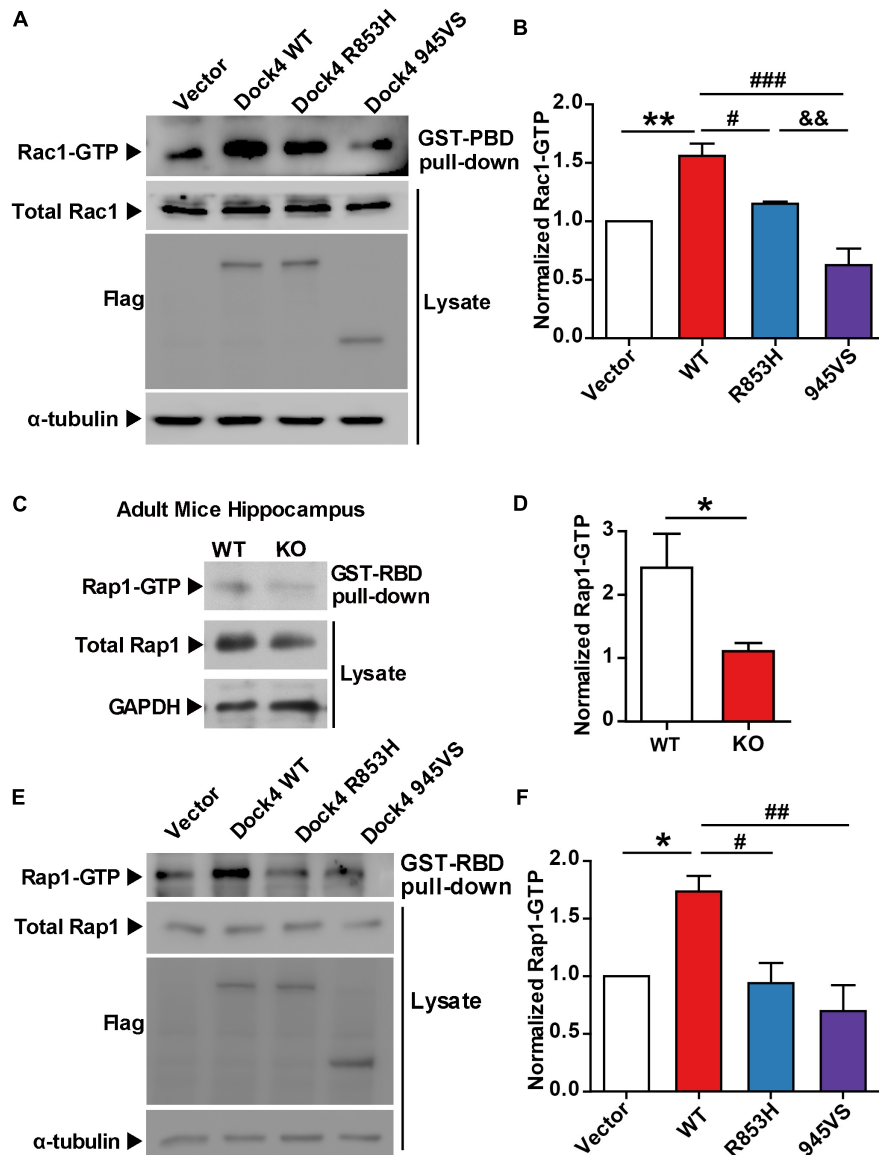 A
Vector
Dock4 WT
Dock4 R853H
Dock4 945VS
Rac1-GTP
GST-PBD
pull-down
Total Rac1
Flag
Lysate
α-tubulin
B
Normalized Rac1-GTP
2.0
1.5
1.0
0.5
0.0
**
#
&&
###
Vector
WT
R853H
945VS
C
Adult Mice Hippocampus
WT KO
Rap1-GTP
GST-RBD
pull-down
Total Rap1
Lysate
GAPDH
D
Normalized Rap1-GTP
3
2
1
0
*
WT
KO
E
Vector
Dock4 WT
Dock4 R853H
Dock4 945VS
Rap1-GTP
GST-RBD
pull-down
Total Rap1
Flag
Lysate
α-tubulin
F
Normalized Rap1-GTP
2.0
1.5
1.0
0.5
0.0
*
#
##
Vector
WT
R853H
945VS